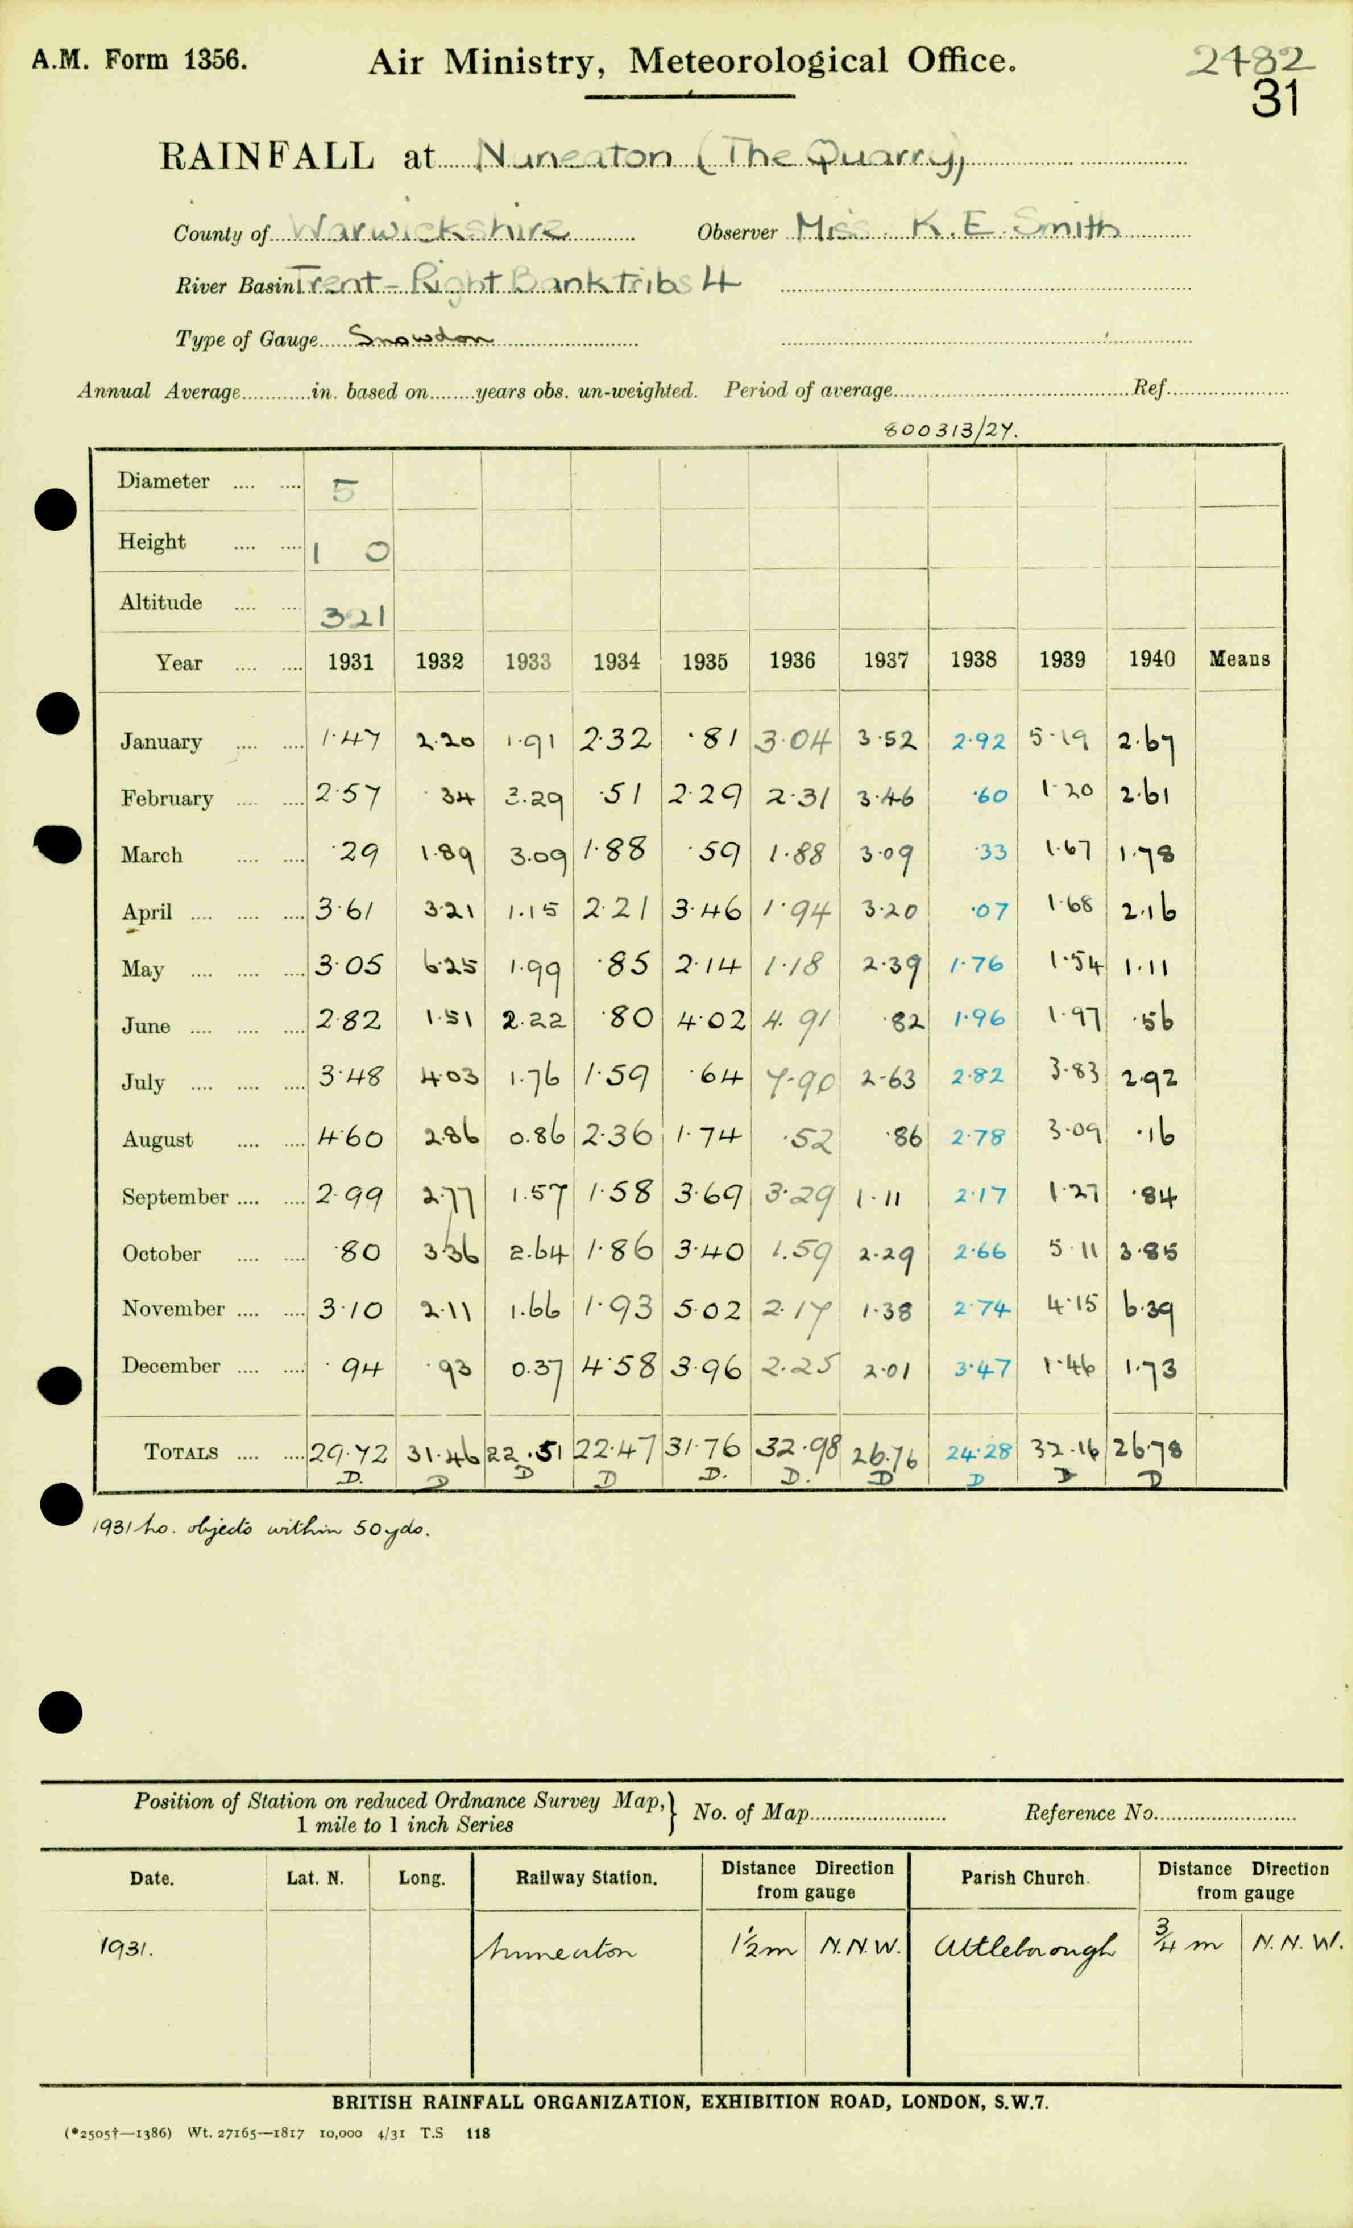 A.M. Form 1356. Air Ministry, Meteorological Office. 2482
31
RAINFALL at Nuneaton (The Quarry)
County of Warwickshire Observer Miss K. E. Smith
River Basin Trent - Right Bank tribs 4
Type of Gauge Snowdon
Annual Average in. based on years obs. un-weighted. Period of average Ref.
800313/27.
Diameter 5
Height 1 0
Altitude 321
Year 1931 1932 1933 1934 1935 1936 1937 1938 1939 1940 Means
January 1.47 2.20 1.91 2.32 .81 3.04 3.52 2.92 5.19 2.67
February 2.57 .34 3.29 .51 2.29 2.31 3.46 .60 1.20 2.61
March .29 1.89 3.09 1.88 .59 1.88 3.09 .33 1.67 1.78
April 3.61 3.21 1.15 2.21 3.46 1.94 3.20 .07 1.68 2.16
May 3.05 6.25 1.99 .85 2.14 1.18 2.39 1.76 1.54 1.11
June 2.82 1.51 2.22 .80 4.02 4.91 .82 1.96 1.97 .56
July 3.48 4.03 1.76 1.59 .64 7.90 2.63 2.82 3.83 2.92
August 4.60 2.86 0.86 2.36 1.74 .52 .86 2.78 3.09 .16
September 2.99 2.77 1.57 1.58 3.69 3.29 1.11 2.17 1.27 .84
October .80 3.36 2.64 1.86 3.40 1.59 2.29 2.66 5.11 3.85
November 3.10 2.11 1.66 1.93 5.02 2.17 1.38 2.74 4.15 6.39
December .94 .93 0.37 4.58 3.96 2.25 2.01 3.47 1.46 1.73
TOTALS 29.72 31.46 22.51 22.47 31.76 32.98 26.76 24.28 32.16 26.78
D. D D D D. D. D D D D
1931 no. objects within 50 yds.
Position of Station on reduced Ordnance Survey Map, } No. of Map Reference No.
1 mile to 1 inch Series
Date. Lat. N. Long. Railway Station. Distance Direction from gauge Parish Church. Distance Direction from gauge
1931. Nuneaton 1½m N.N.W. Attleborough ¾ m N.N.W.
BRITISH RAINFALL ORGANIZATION, EXHIBITION ROAD, LONDON, S.W.7.
(*2505†—1386) Wt. 27165—1817 10,000 4/31 T.S 118